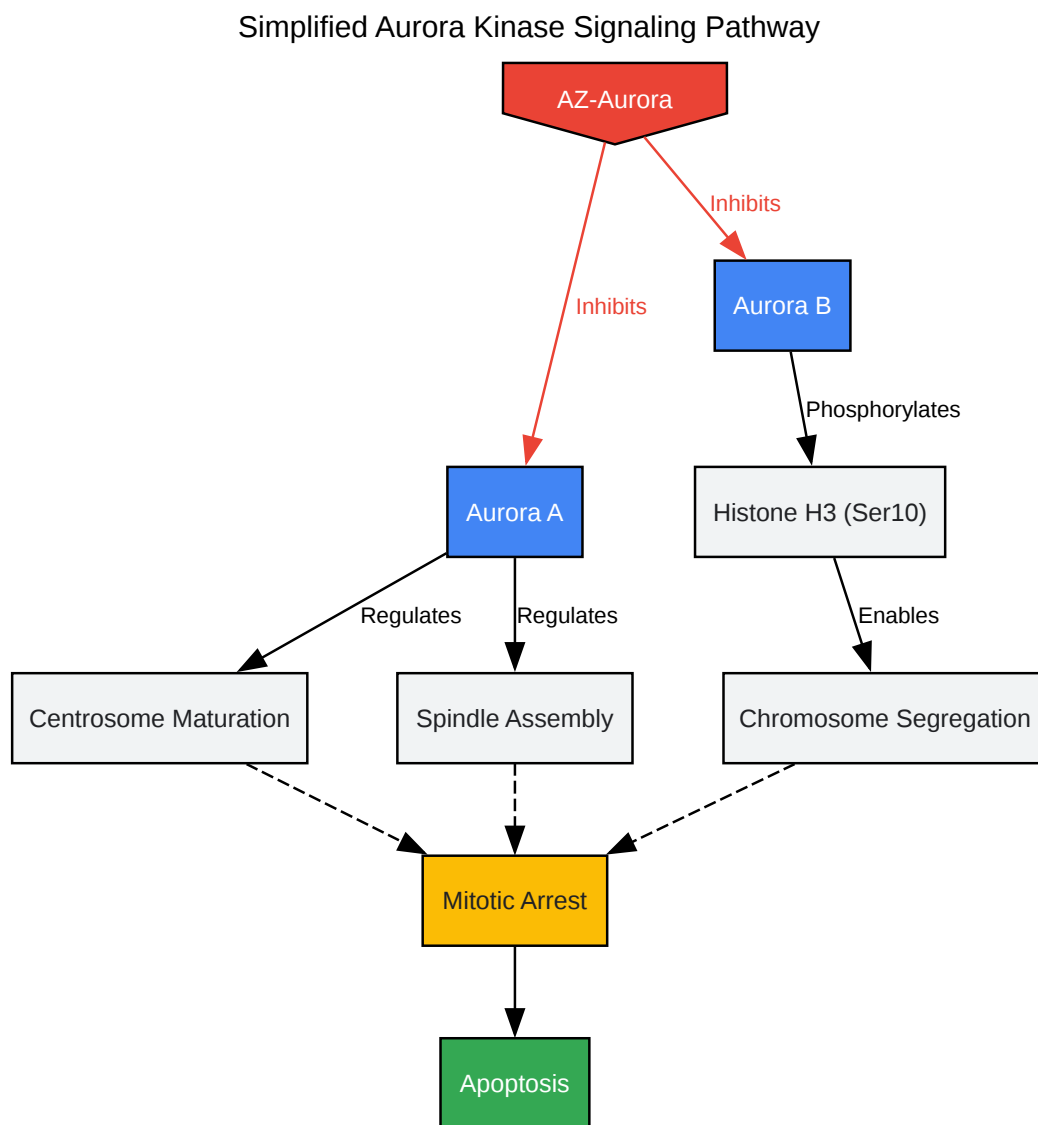 Simplified Aurora Kinase Signaling Pathway
AZ-Aurora
Inhibits
Aurora B
Inhibits
Phosphorylates
Aurora A
Histone H3 (Ser10)
Regulates
Regulates
Enables
Centrosome Maturation
Spindle Assembly
Chromosome Segregation
Mitotic Arrest
Apoptosis